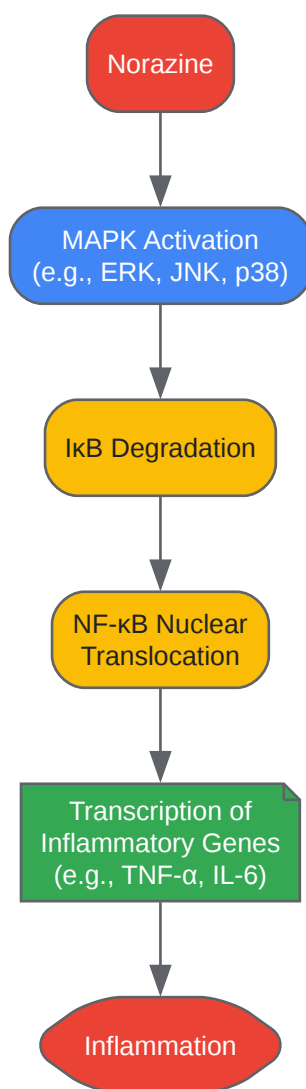 Norazine
MAPK Activation
(e.g., ERK, JNK, p38)
IκB Degradation
NF-κB Nuclear
Translocation
Transcription of
Inflammatory Genes
(e.g., TNF-α, IL-6)
Inflammation